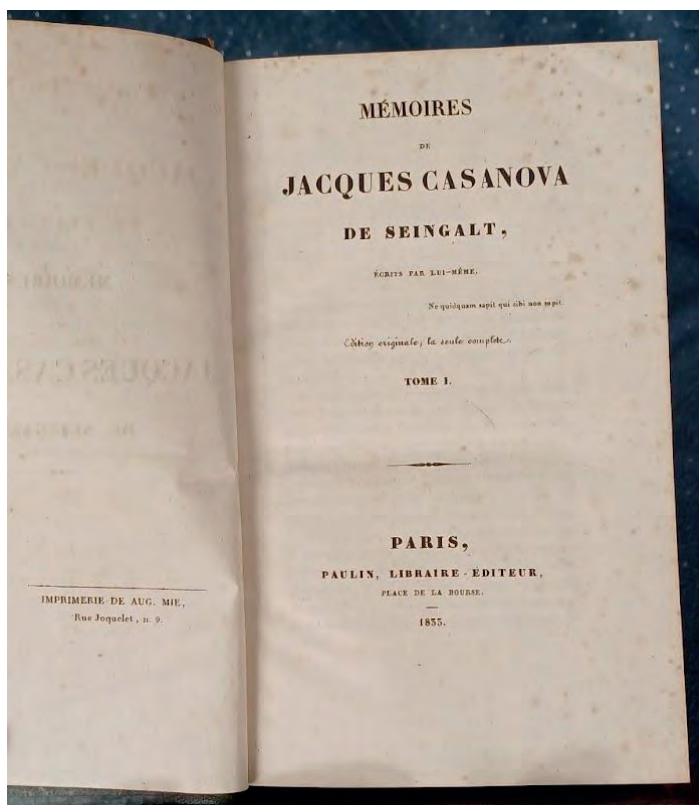 IMPRIMERIE DE AUG. MIE,
Rue Joquelet, n. 9.
MÉMOIRES
DE
JACQUES CASANOVA
DE SEINGALT,
ÉCRITS PAR LUI-MÊME.
Ne quidquam sapit qui sibi non sapit.
Édition originale, la seule complète.
TOME I.
PARIS,
PAULIN, LIBRAIRE-ÉDITEUR,
PLACE DE LA BOURSE.
1833.